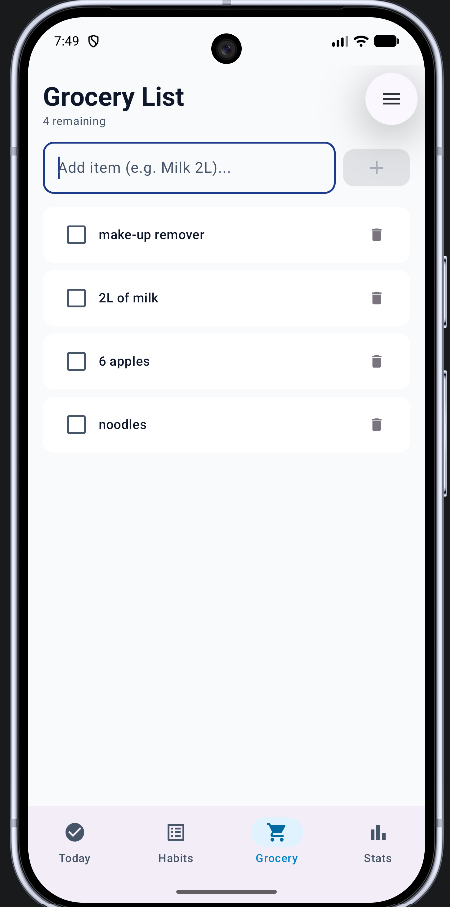 7:49
Grocery List
4 remaining
Add item (e.g. Milk 2L)...
make-up remover
2L of milk
6 apples
noodles
Today
Habits
Grocery
Stats